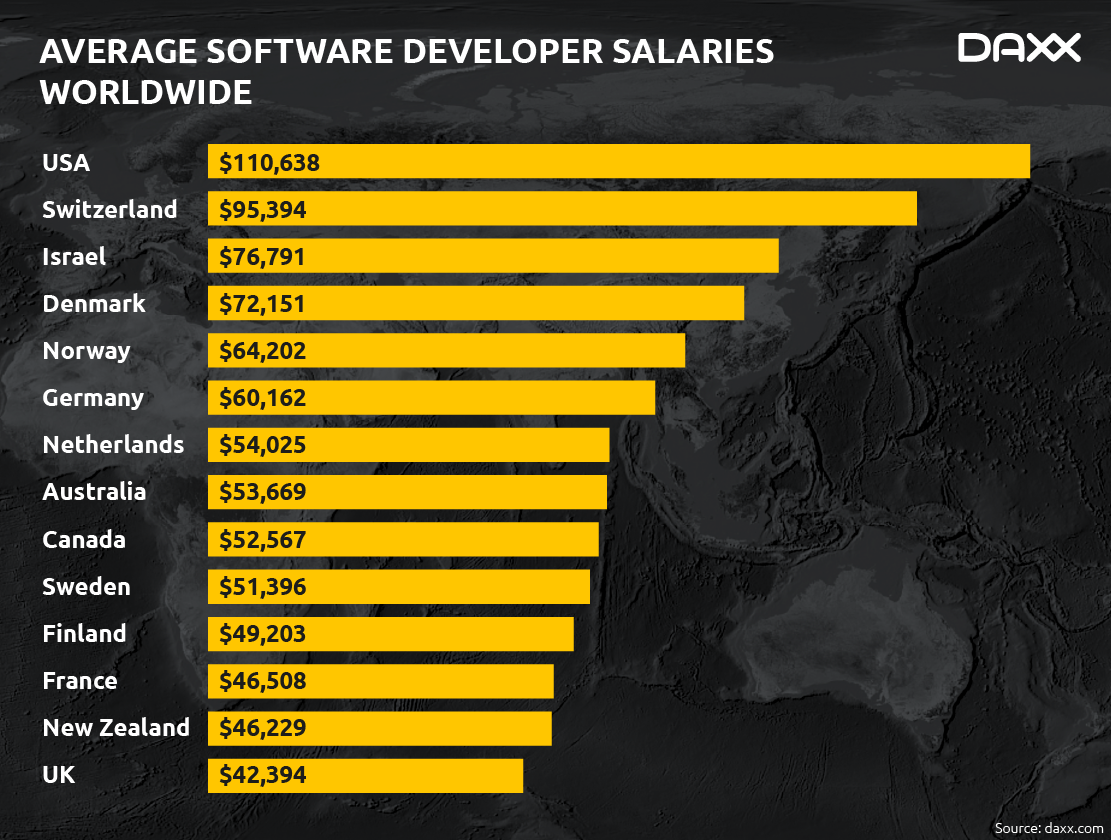 AVERAGE SOFTWARE DEVELOPER SALARIES
WORLDWIDE
DAXX
USA $110,638
Switzerland $95,394
Israel $76,791
Denmark $72,151
Norway $64,202
Germany $60,162
Netherlands $54,025
Australia $53,669
Canada $52,567
Sweden $51,396
Finland $49,203
France $46,508
New Zealand $46,229
UK $42,394
Source: daxx.com